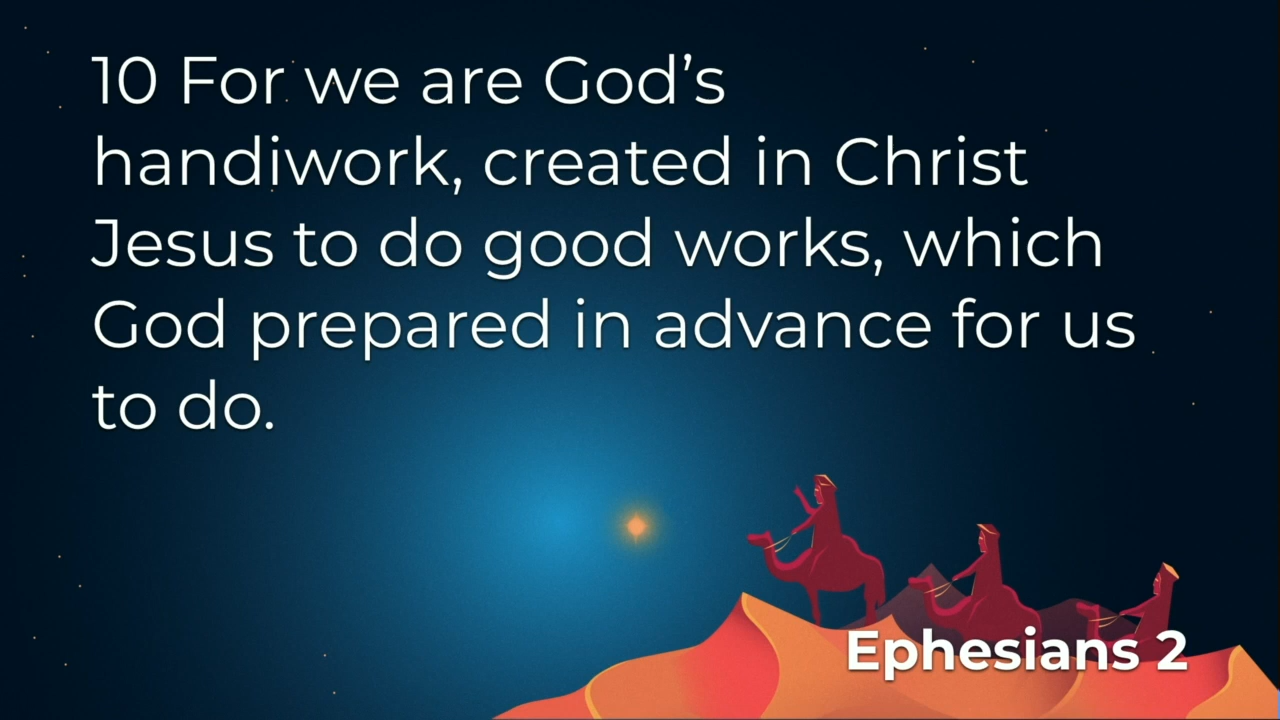 10 For we are God’s
handiwork, created in Christ
Jesus to do good works, which
God prepared in advance for us
to do.
Ephesians 2